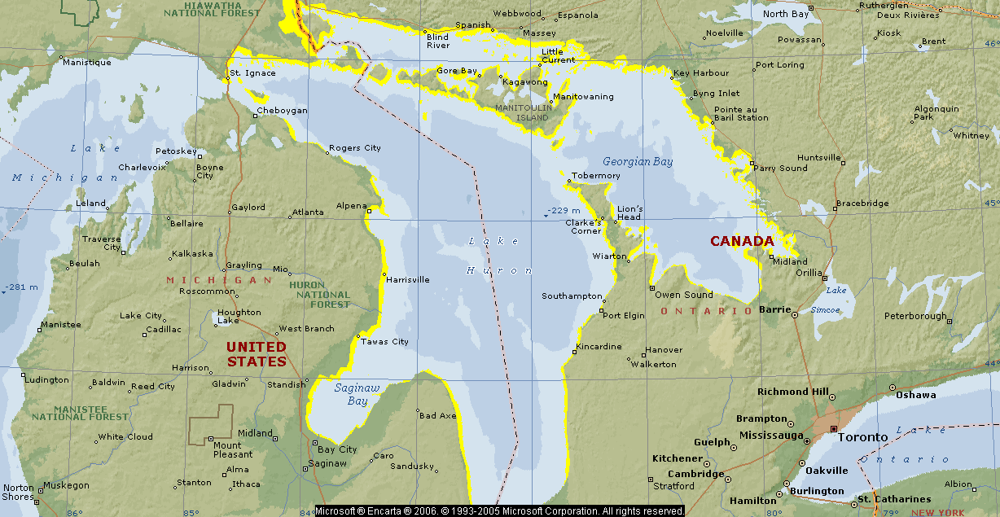 HIAWATHA
NATIONAL FOREST
Webbwood
Espanola
Spanish
Massey
Blind
River
Little
Current
North Bay
Rutherglen
Deux Rivières
Noelville
Powassan
Kiosk
Brent
46°
Manistique
St. Ignace
Gore Bay
Kagawong
Key Harbour
Port Loring
Manitowaning
Byng Inlet
Cheboygan
MANITOULIN
ISLAND
Pointe au
Baril Station
Algonquin
Park
Whitney
Lake
Michigan
Petoskey
Charlevoix
Boyne
City
Rogers City
Georgian Bay
Huntsville
Parry Sound
Tobermory
Leland
Gaylord
Alpena
Atlanta
Bellaire
-229 m
Lion's
Head
Clarke's
Corner
Bracebridge
45°
Traverse
City
Lake
Huron
CANADA
Kalkaska
Beulah
Grayling
Mio
Wiarton
Midland
Orillia
MICHIGAN
Harrisville
-281 m
Roscommon
HURON
NATIONAL
FOREST
Southampton
Owen Sound
Lake
Simcoe
Lake City
Houghton
Lake
Port Elgin
ONTARIO
Barrie
Peterborough
Manistee
Cadillac
West Branch
UNITED
STATES
Tawas City
Kincardine
Hanover
Walkerton
44°
Harrison
Ludington
Baldwin
Reed City
Gladwin
Standish
Saginaw
Bay
Richmond Hill
Oshawa
MANISTEE
NATIONAL FOREST
Bad Axe
Brampton
Toronto
Lake
Ontario
White Cloud
Midland
Mount
Pleasant
Bay City
Mississauga
Guelph
Saginaw
Caro
Sandusky
Kitchener
Cambridge
Oakville
Alma
Ithaca
Stanton
Muskegon
Norton
Shores
Stratford
Burlington
Hamilton
St. Catharines
Albion
86°
85°
84°
Microsoft ® Encarta ® 2006. © 1993-2005 Microsoft Corporation. All rights reserved.
80°
79°
NEW YORK